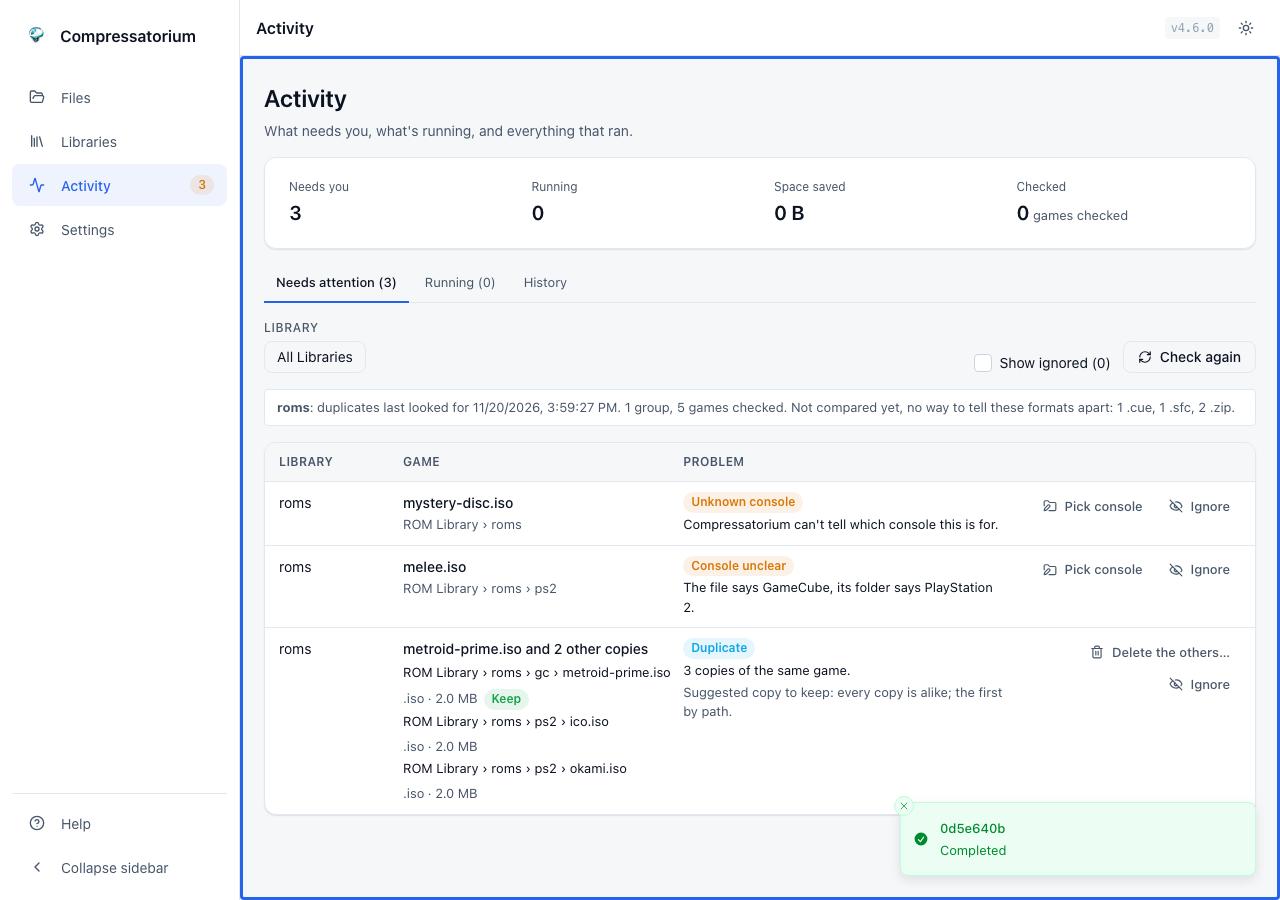 Compressatorium
Activity
v4.6.0
Files
Libraries
Activity 3
Settings
Help
Collapse sidebar
Activity
What needs you, what's running, and everything that ran.
Needs you
3
Running
0
Space saved
0 B
Checked
0 games checked
Needs attention (3)
Running (0)
History
LIBRARY
All Libraries
Show ignored (0)
Check again
roms: duplicates last looked for 11/20/2026, 3:59:27 PM. 1 group, 5 games checked. Not compared yet, no way to tell these formats apart: 1 .cue, 1 .sfc, 2 .zip.
LIBRARY GAME PROBLEM
roms
mystery-disc.iso
ROM Library › roms
Unknown console
Compressatorium can't tell which console this is for.
Pick console
Ignore
roms
melee.iso
ROM Library › roms › ps2
Console unclear
The file says GameCube, its folder says PlayStation
2.
Pick console
Ignore
roms
metroid-prime.iso and 2 other copies
ROM Library › roms › gc › metroid-prime.iso
.iso · 2.0 MB Keep
ROM Library › roms › ps2 › ico.iso
.iso · 2.0 MB
ROM Library › roms › ps2 › okami.iso
.iso · 2.0 MB
Duplicate
3 copies of the same game.
Suggested copy to keep: every copy is alike; the first
by path.
Delete the others...
Ignore
0d5e640b
Completed